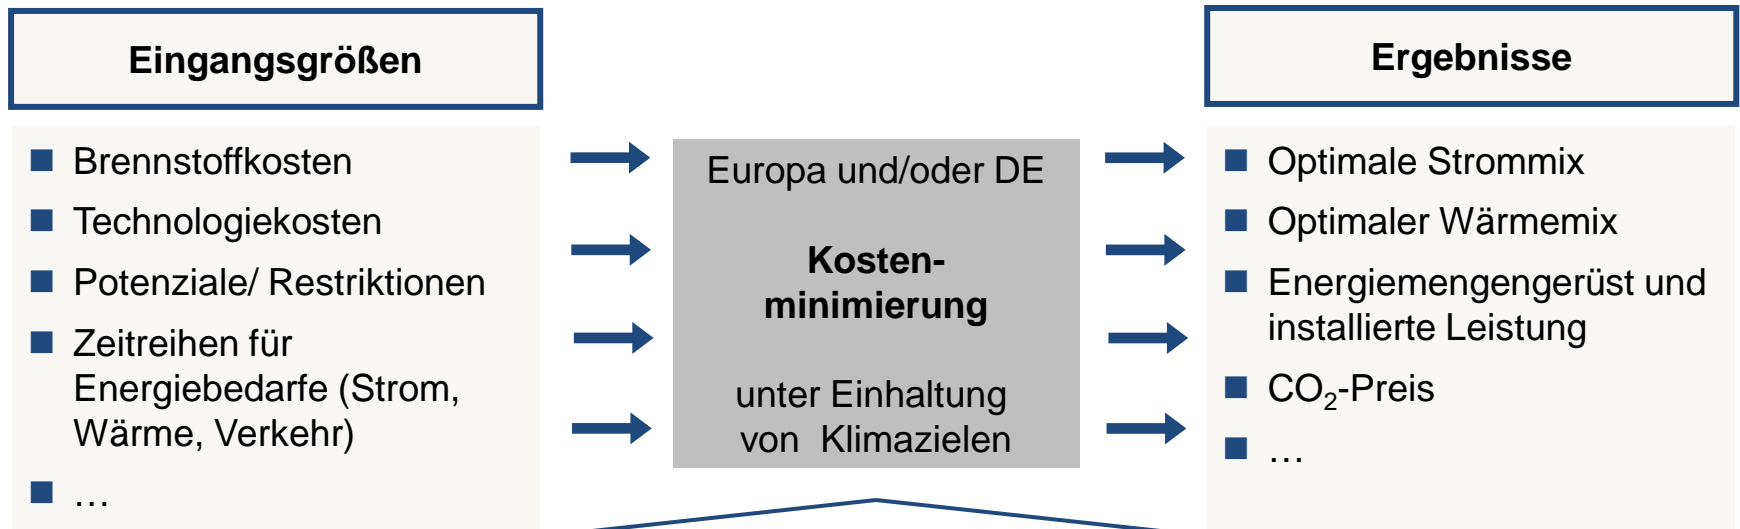 Eingangsgrößen
Brennstoffkosten
Technologiekosten
Potenziale/ Restriktionen
Zeitreihen für
Energiebedarfe (Strom,
Wärme, Verkehr)
…
Europa und/oder DE
Kosten-
minimierung
unter Einhaltung
von Klimazielen
Ergebnisse
Optimale Strommix
Optimaler Wärmemix
Energiemengengerüst und
installierte Leistung
CO₂-Preis
…